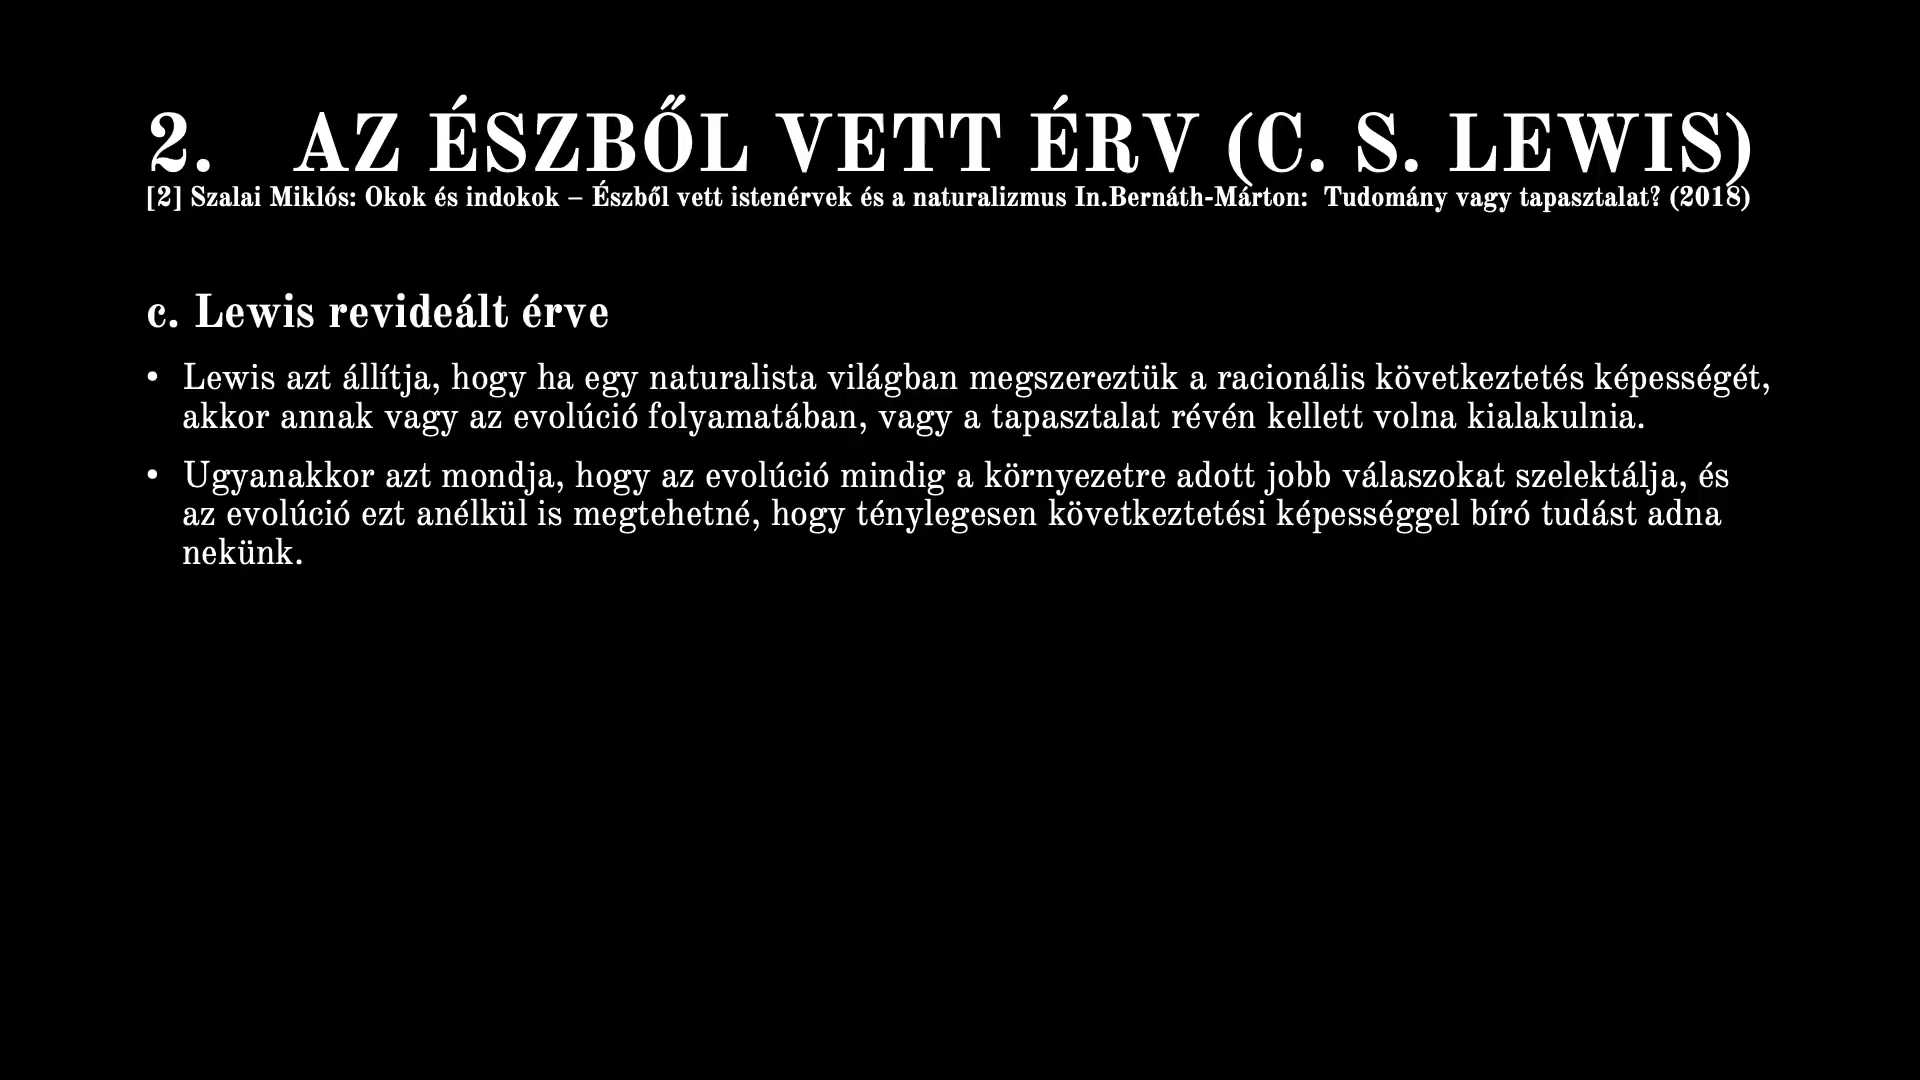 2. AZ ÉSZBŐL VETT ÉRV (C. S. LEWIS)
[2] Szalai Miklós: Okok és indokok – Észből vett istenérvek és a naturalizmus In.Bernáth-Márton: Tudomány vagy tapasztalat? (2018)
c. Lewis revideált érve
• Lewis azt állítja, hogy ha egy naturalista világban megszereztük a racionális következtetés képességét,
akkor annak vagy az evolúció folyamatában, vagy a tapasztalat révén kellett volna kialakulnia.
• Ugyanakkor azt mondja, hogy az evolúció mindig a környezetre adott jobb válaszokat szelektálja, és
az evolúció ezt anélkül is megtehetné, hogy ténylegesen következtetési képességgel bíró tudást adna
nekünk.